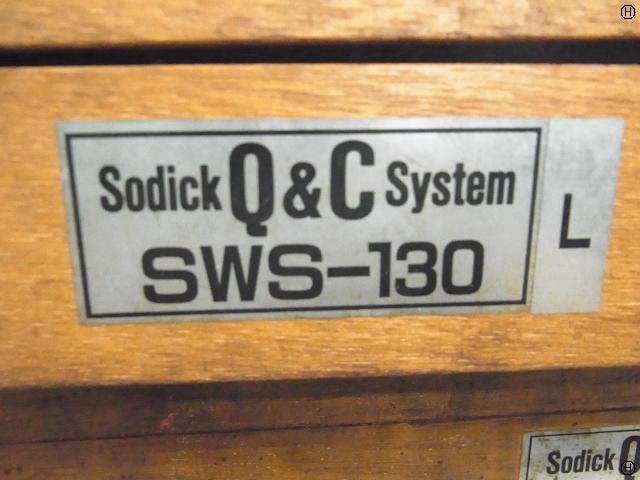 Sodick Q & C System
SWS-130
L
Sodick Q
H
H